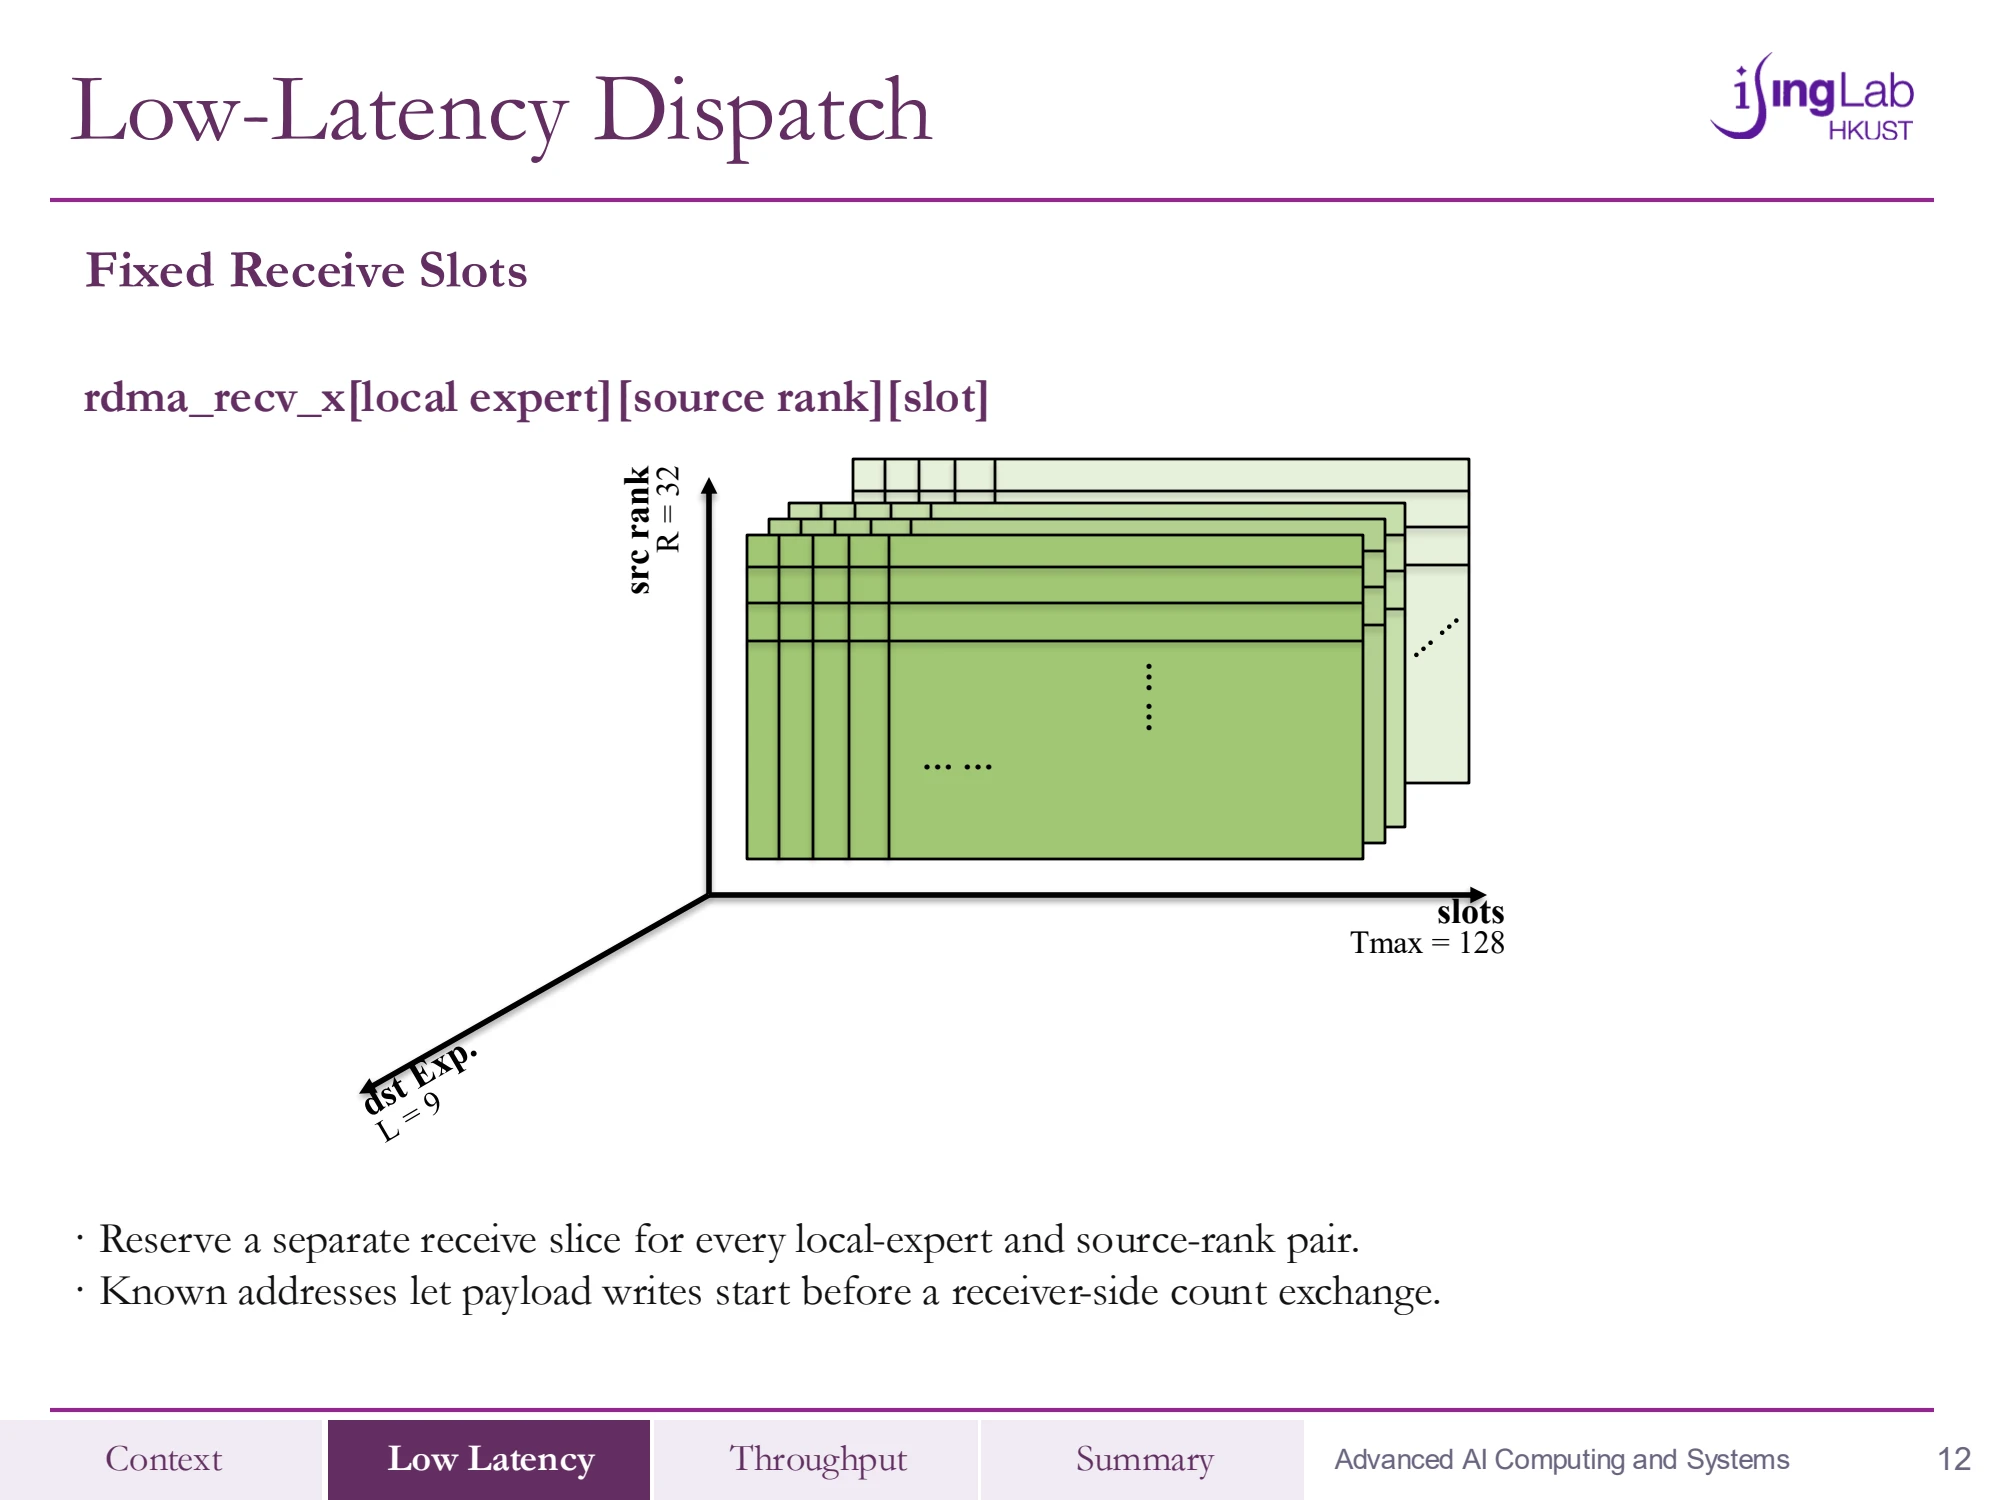 Low-Latency Dispatch
isingLab
HKUST
Fixed Receive Slots
rdma_recv_x[local expert][source rank][slot]
src rank
R = 32
slots
Tmax = 128
dst Exp.
L = 9
· Reserve a separate receive slice for every local-expert and source-rank pair.
· Known addresses let payload writes start before a receiver-side count exchange.
Context
Low Latency
Throughput
Summary
Advanced AI Computing and Systems
12